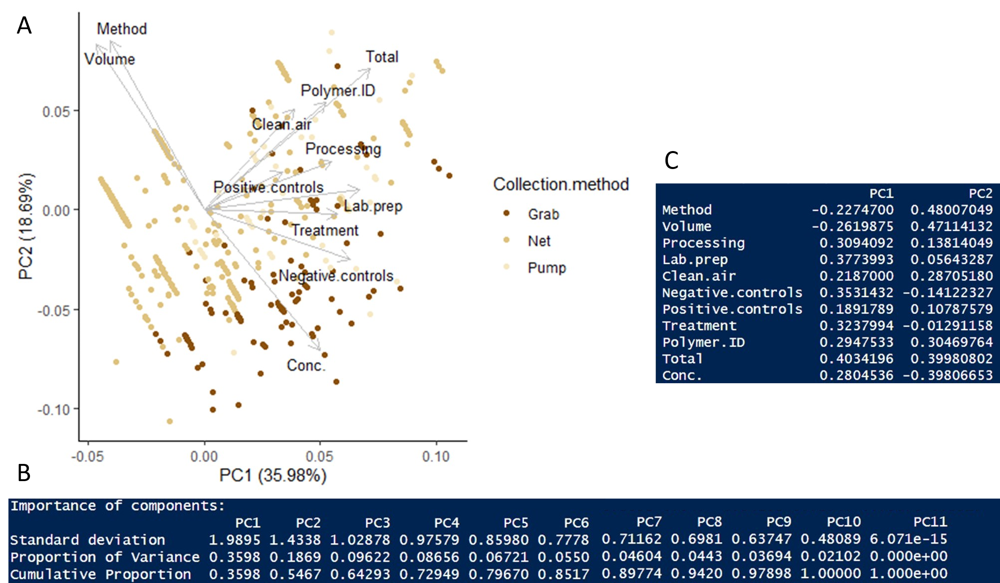 A
Method
Volume
Total
Polymer.ID
Clean.air
Processing
Positive.controls
Lab.prep
Treatment
Negative.controls
Conc.
0.05
0.00
-0.05
-0.10
PC2 (18.69%)
-0.05 0.00 0.05 0.10
PC1 (35.98%)
Collection.method
Grab
Net
Pump
C
PC1 PC2
Method -0.2274700 0.48007049
Volume -0.2619875 0.47114132
Processing 0.3094092 0.13814049
Lab.prep 0.3773993 0.05643287
Clean.air 0.2187000 0.28705180
Negative.controls 0.3531432 -0.14122327
Positive.controls 0.1891789 0.10787579
Treatment 0.3237994 -0.01291158
Polymer.ID 0.2947533 0.30469764
Total 0.4034196 0.39980802
Conc. 0.2804536 -0.39806653
B
Importance of components:
PC1 PC2 PC3 PC4 PC5 PC6 PC7 PC8 PC9 PC10 PC11
Standard deviation 1.9895 1.4338 1.02878 0.97579 0.85980 0.7778 0.71162 0.6981 0.63747 0.48089 6.071e-15
Proportion of Variance 0.3598 0.1869 0.09622 0.08656 0.06721 0.0550 0.04604 0.0443 0.03694 0.02102 0.000e+00
Cumulative Proportion 0.3598 0.5467 0.64293 0.72949 0.79670 0.8517 0.89774 0.9420 0.97898 1.00000 1.000e+00